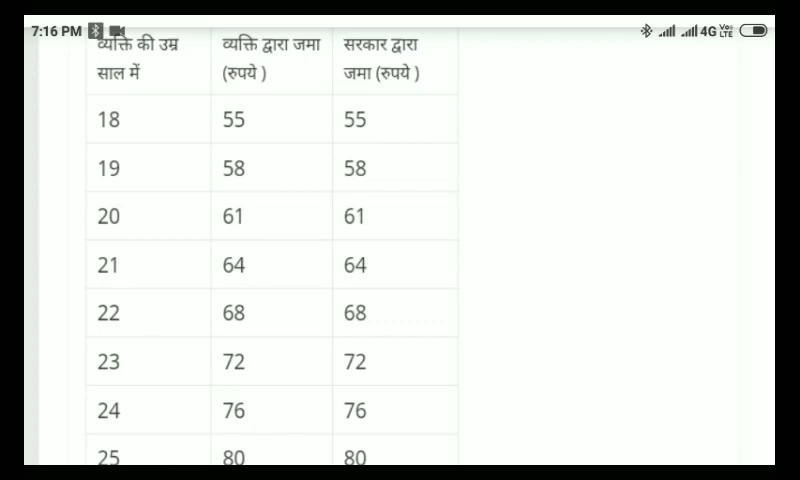 7:16 PM 4G VoLTE
व्यक्ति की उम्र साल में व्यक्ति द्वारा जमा (रुपये ) सरकार द्वारा जमा (रुपये )
18 55 55
19 58 58
20 61 61
21 64 64
22 68 68
23 72 72
24 76 76
25 80 80